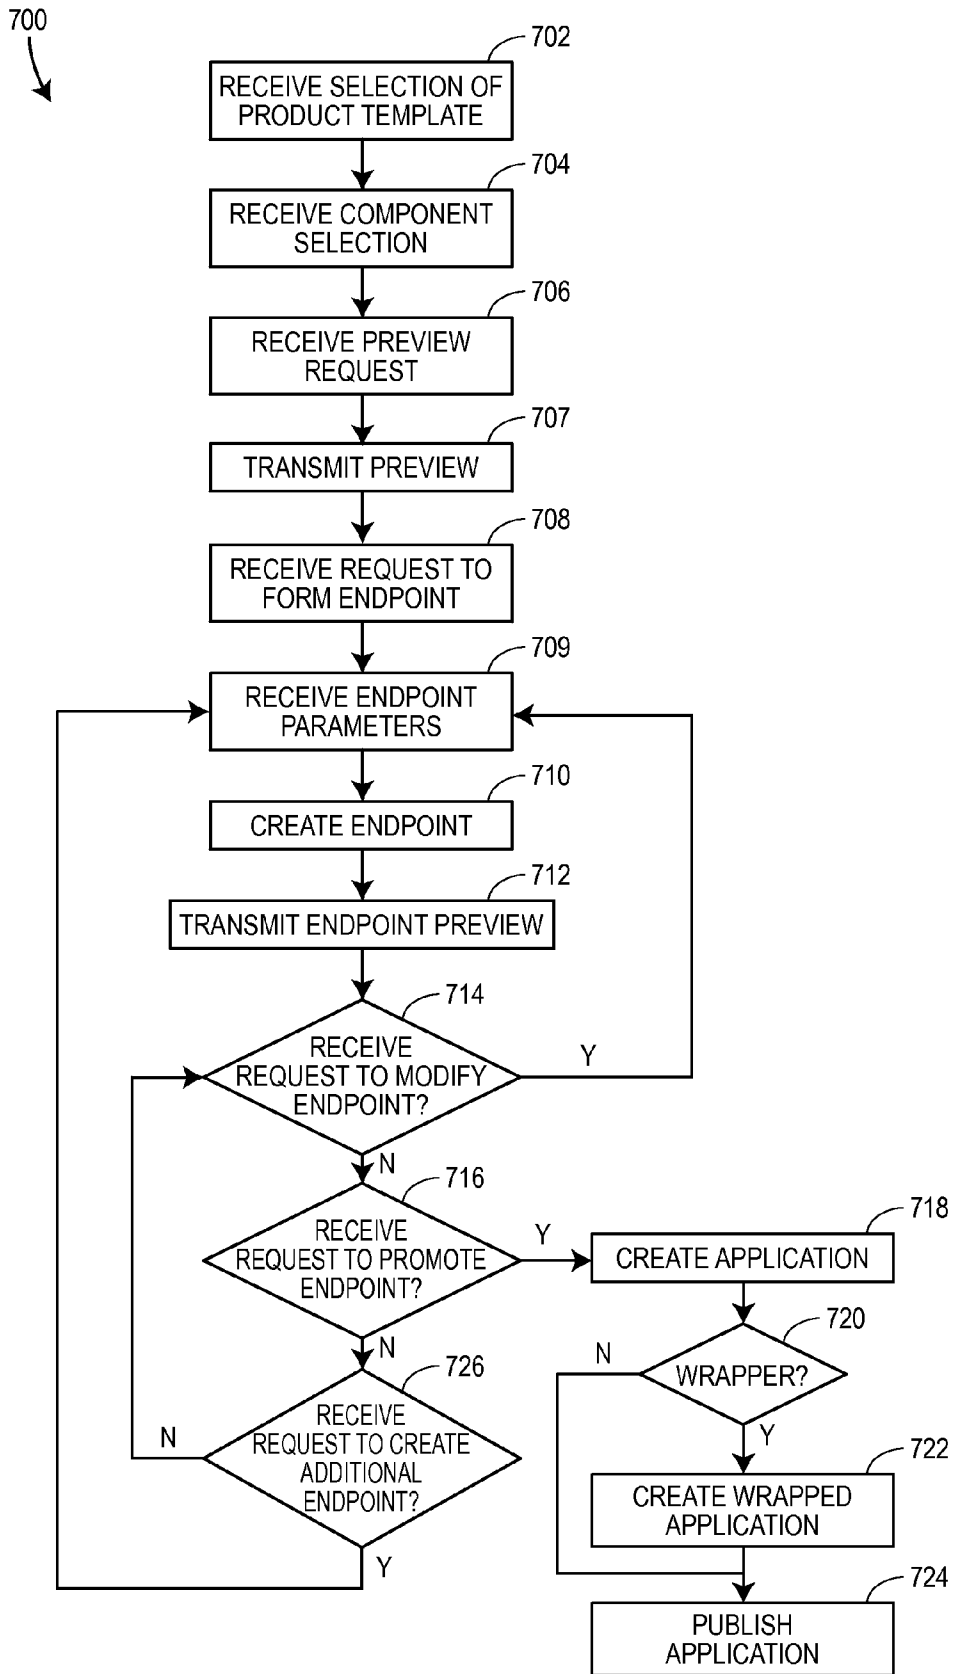 700
702
RECEIVE SELECTION OF
PRODUCT TEMPLATE
704
RECEIVE COMPONENT
SELECTION
706
RECEIVE PREVIEW
REQUEST
707
TRANSMIT PREVIEW
708
RECEIVE REQUEST TO
FORM ENDPOINT
709
RECEIVE ENDPOINT
PARAMETERS
710
CREATE ENDPOINT
712
TRANSMIT ENDPOINT PREVIEW
714
RECEIVE
REQUEST TO MODIFY
ENDPOINT?
Y
N
716
RECEIVE
REQUEST TO PROMOTE
ENDPOINT?
Y
N
718
CREATE APPLICATION
720
WRAPPER?
N
Y
726
RECEIVE
REQUEST TO CREATE
ADDITIONAL
ENDPOINT?
N
Y
722
CREATE WRAPPED
APPLICATION
724
PUBLISH
APPLICATION